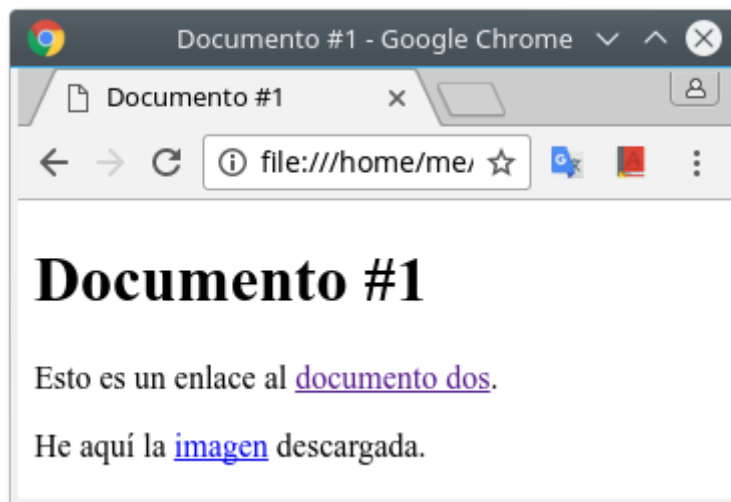 Documento #1 - Google Chrome
Documento #1
file:///home/me/
Documento #1
Esto es un enlace al documento dos.
He aquí la imagen descargada.